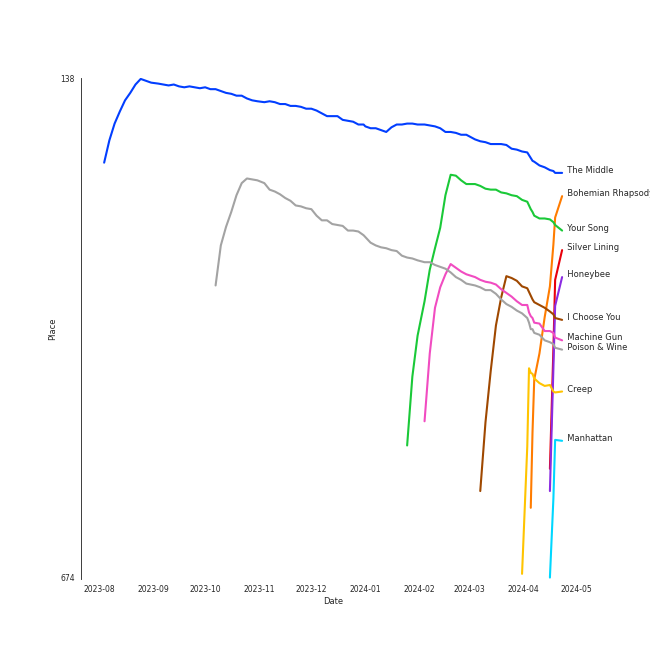 138
The Middle
Bohemian Rhapsod
Your Song
Silver Lining
Honeybee
I Choose You
Machine Gun
Poison & Wine
Creep
Manhattan
Place
674
2023-08 2023-09 2023-10 2023-11 2023-12 2024-01 2024-02 2024-03 2024-04 2024-05
Date